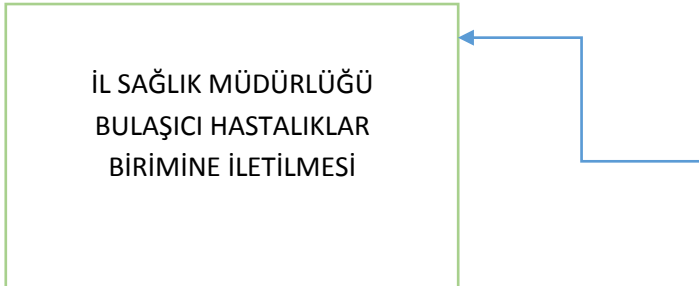 İL SAĞLIK MÜDÜRLÜĞÜ
BULAŞICI HASTALIKLAR
BİRİMİNE İLETİLMESİ